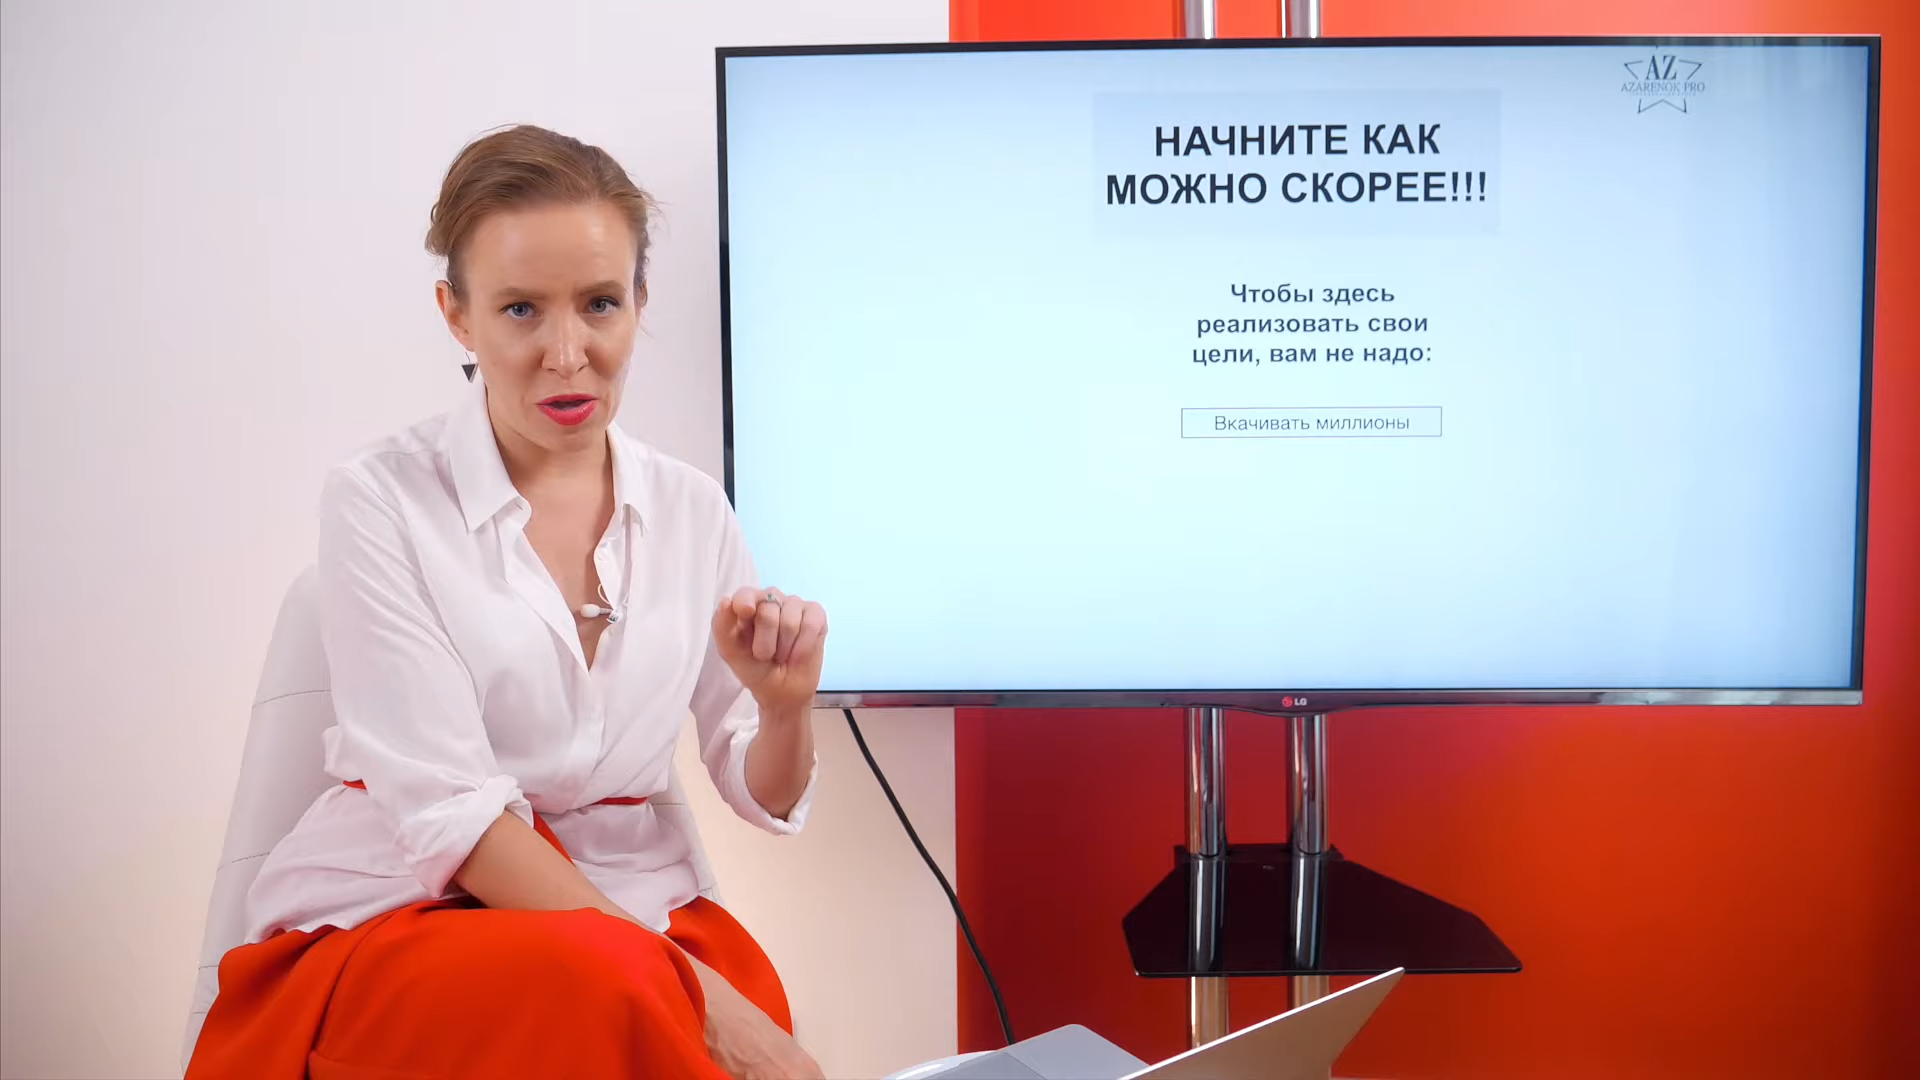 AZ
AZARENOK PRO
НАЧНИТЕ КАК
МОЖНО СКОРЕЕ!!!
Чтобы здесь
реализовать свои
цели, вам не надо:
Вкачивать миллионы
LG